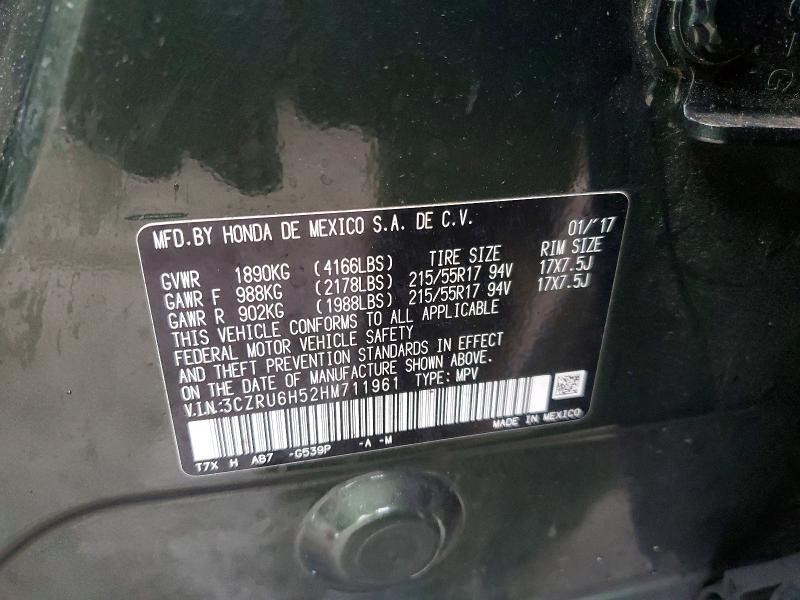 MFD.BY HONDA DE MEXICO S.A. DE C.V. 01/'17
TIRE SIZE RIM SIZE
GVWR 1890KG (4166LBS)
GAWR F 988KG (2178LBS) 215/55R17 94V 17X7.5J
GAWR R 902KG (1988LBS) 215/55R17 94V 17X7.5J
THIS VEHICLE CONFORMS TO ALL APPLICABLE
FEDERAL MOTOR VEHICLE SAFETY
AND THEFT PREVENTION STANDARDS IN EFFECT
ON THE DATE OF MANUFACTURE SHOWN ABOVE.
V.I.N.:3CZRU6H52HM711961 TYPE: MPV
MADE IN MEXICO
T7X H AB7 -G539P -A -M